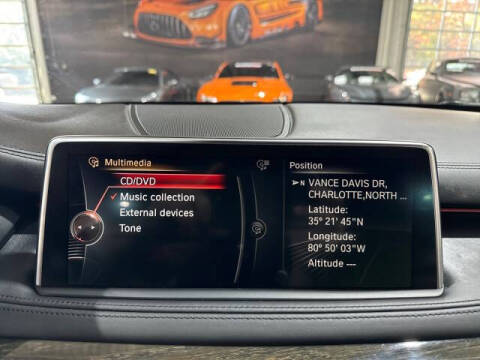 Multimedia
CD/DVD
Music collection
External devices
Tone
Position
N VANCE DAVIS DR,
CHARLOTTE,NORTH ...
Latitude:
35° 21' 45"N
Longitude:
80° 50' 03"W
Altitude ---